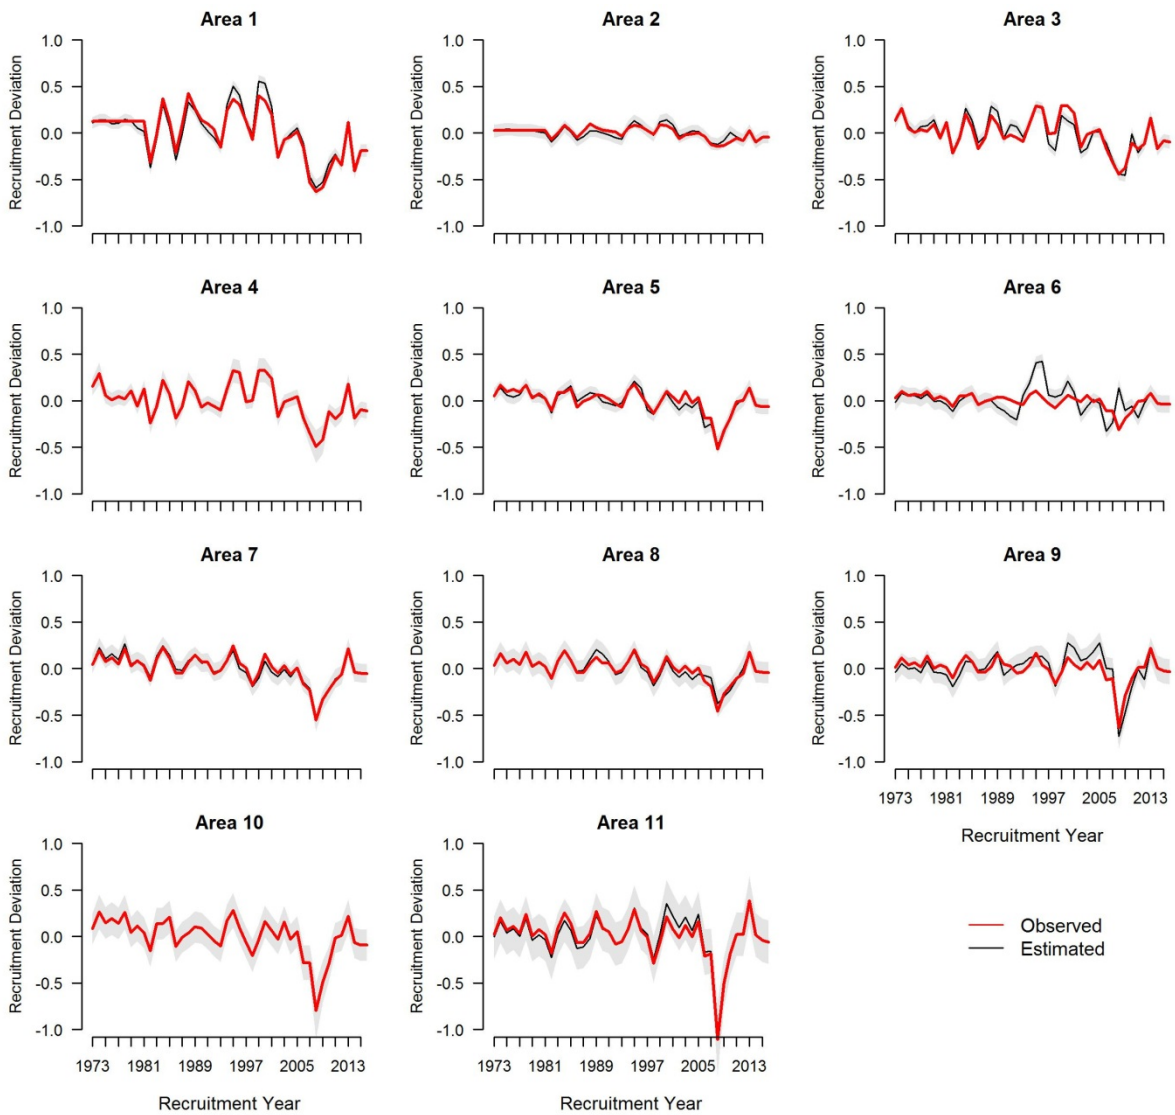 Area 1
Area 2
Area 3
1.0
0.5
0.0
-0.5
-1.0
Recruitment Deviation
1.0
0.5
0.0
-0.5
-1.0
Recruitment Deviation
1.0
0.5
0.0
-0.5
-1.0
Recruitment Deviation
Area 4
Area 5
Area 6
1.0
0.5
0.0
-0.5
-1.0
Recruitment Deviation
1.0
0.5
0.0
-0.5
-1.0
Recruitment Deviation
1.0
0.5
0.0
-0.5
-1.0
Recruitment Deviation
Area 7
Area 8
Area 9
1.0
0.5
0.0
-0.5
-1.0
Recruitment Deviation
1.0
0.5
0.0
-0.5
-1.0
Recruitment Deviation
1.0
0.5
0.0
-0.5
-1.0
Recruitment Deviation
1973 1981 1989 1997 2005 2013
Recruitment Year
Area 10
Area 11
1.0
0.5
0.0
-0.5
-1.0
Recruitment Deviation
1973 1981 1989 1997 2005 2013
Recruitment Year
1.0
0.5
0.0
-0.5
-1.0
Recruitment Deviation
1973 1981 1989 1997 2005 2013
Recruitment Year
Observed
Estimated